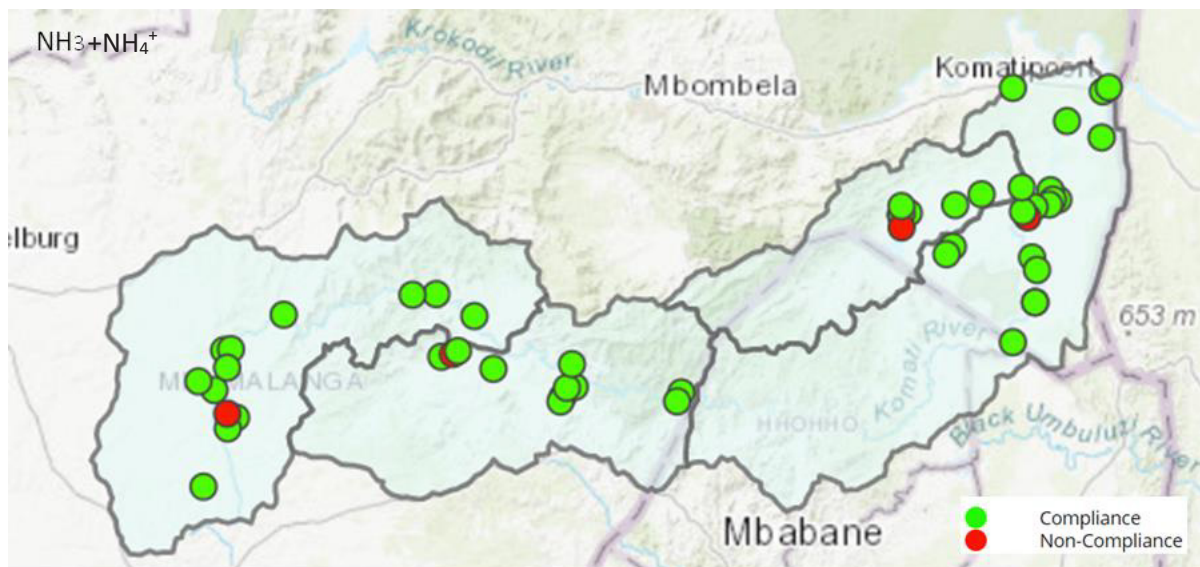 NH3+NH₄⁺
Krokodil River
Komatipoort
Mbombela
elburg
653 m
MPUMALANGA
Komati River
HHOHHO
Black Umbuluzi River
Mbabane
Compliance
Non-Compliance